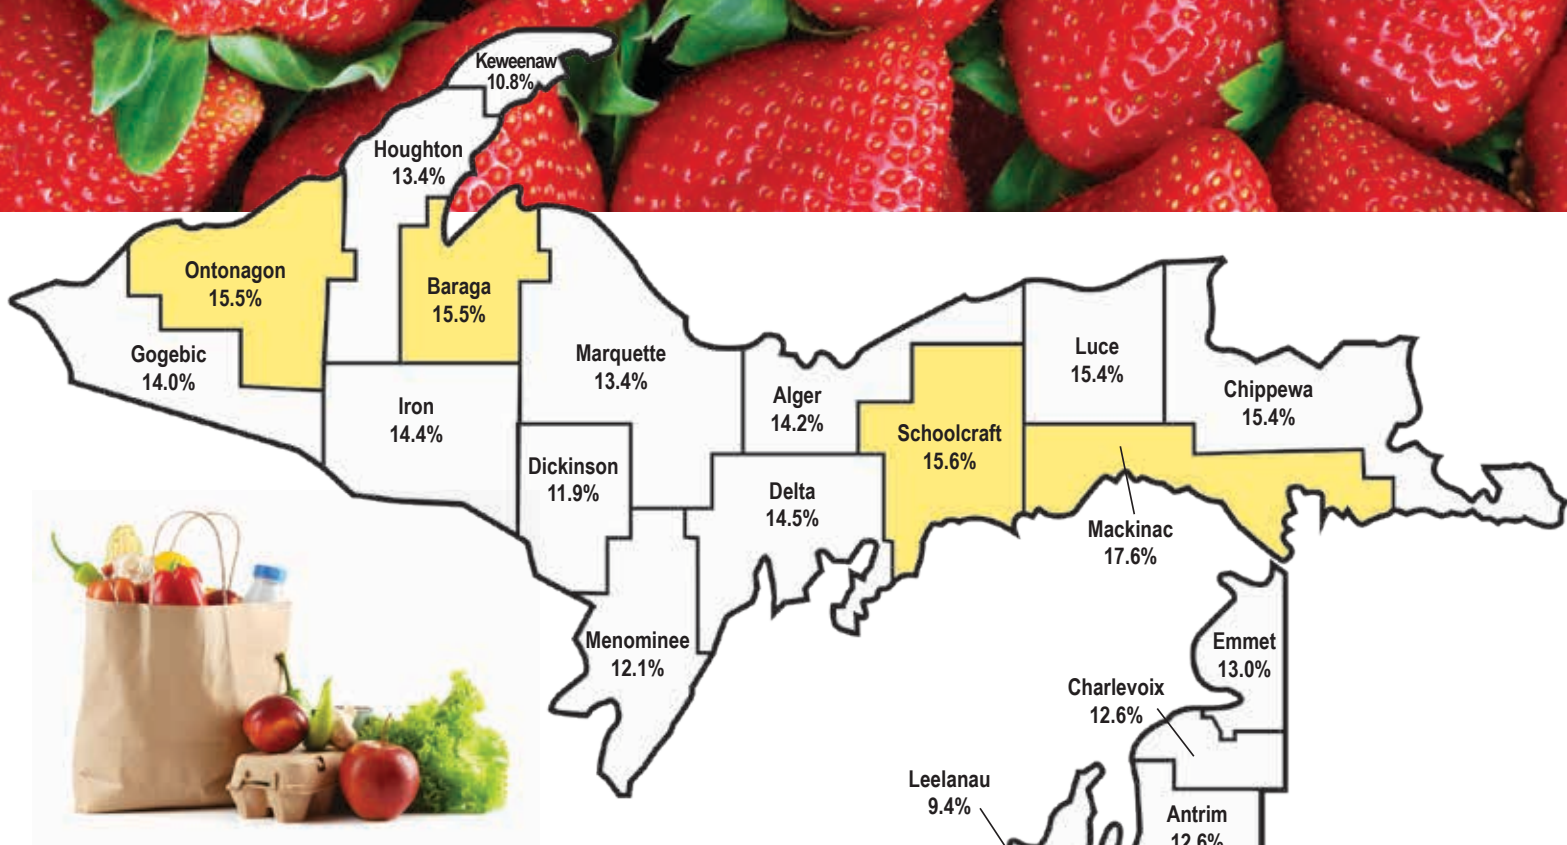 Keweenaw
10.8%
Houghton
13.4%
Ontonagon
15.5%
Baraga
15.5%
Gogebic
14.0%
Marquette
13.4%
Luce
15.4%
Chippewa
15.4%
Iron
14.4%
Alger
14.2%
Schoolcraft
15.6%
Dickinson
11.9%
Delta
14.5%
Mackinac
17.6%
Menominee
12.1%
Emmet
13.0%
Charlevoix
12.6%
Leelanau
9.4%
Antrim
12.6%